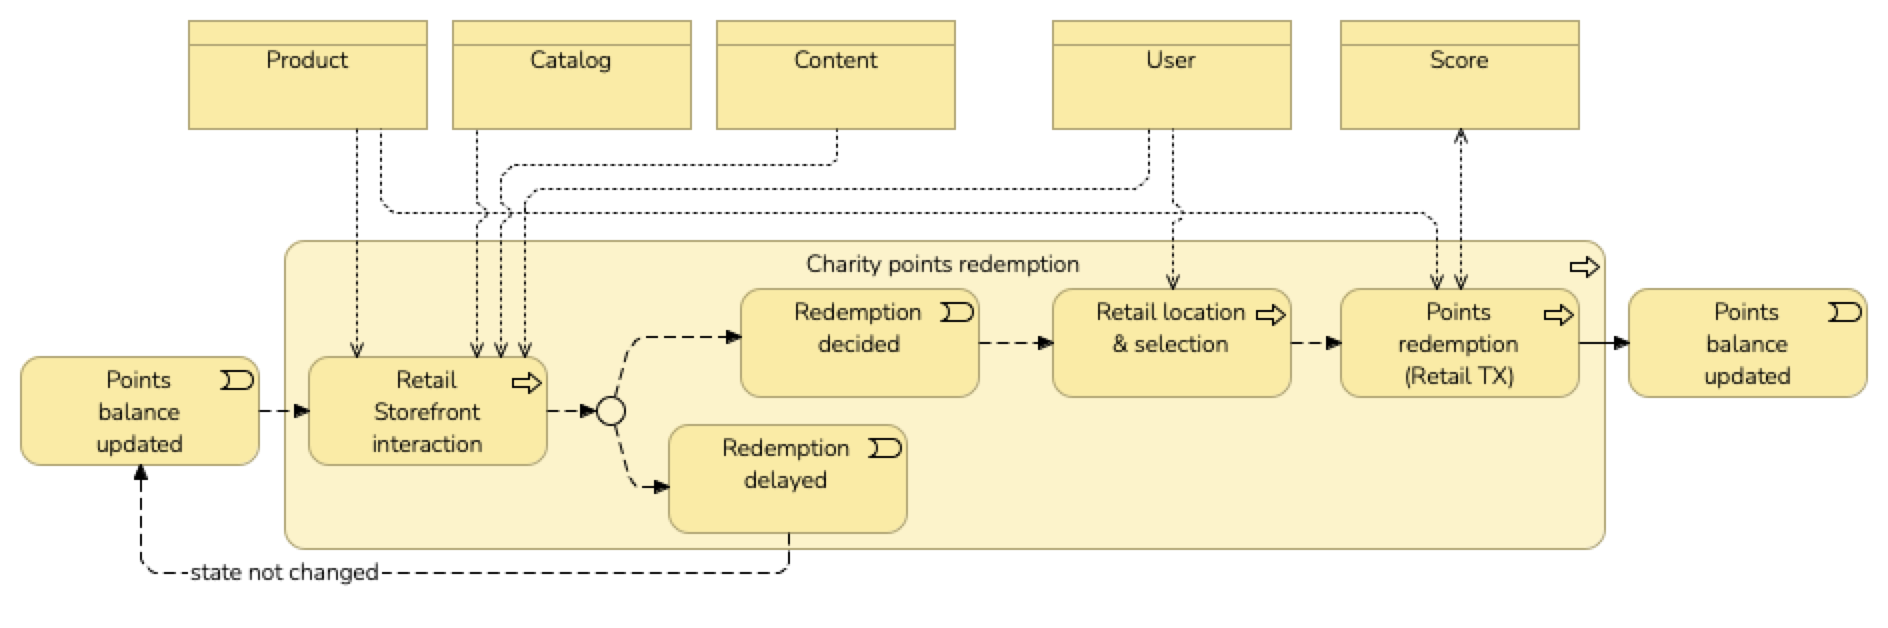 Product
Catalog
Content
User
Score
Charity points redemption
Points
balance
updated
Retail
Storefront
interaction
Redemption
decided
Redemption
delayed
Retail location
& selection
Points
redemption
(Retail TX)
Points
balance
updated
state not changed